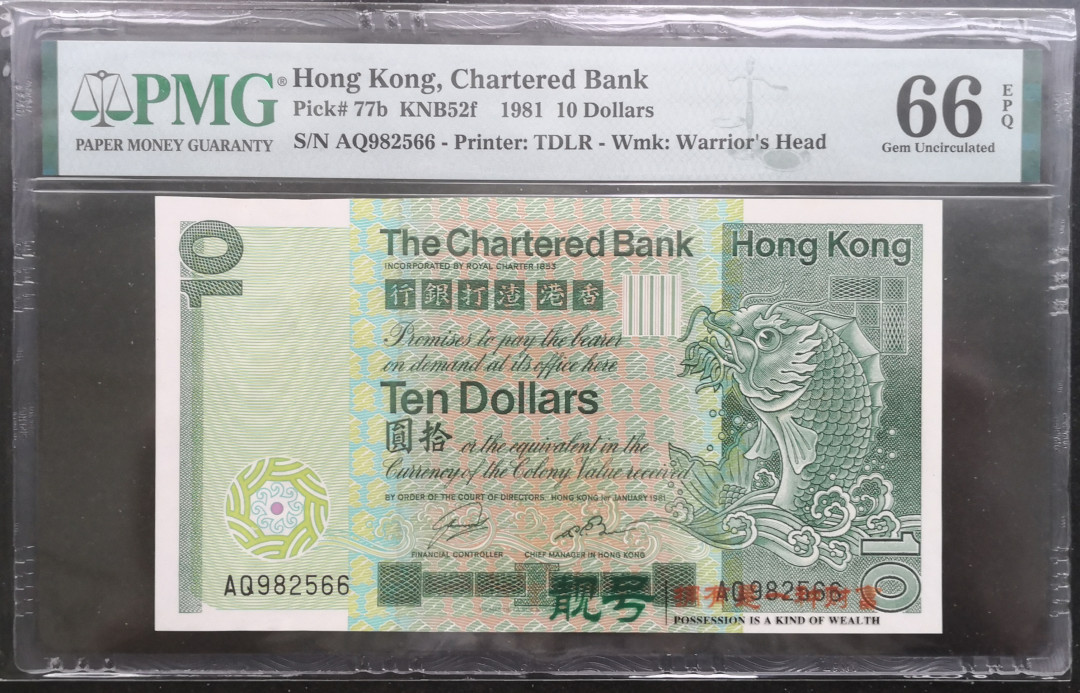 PMG®
PAPER MONEY GUARANTY
Hong Kong, Chartered Bank
Pick# 77b KNB52f 1981 10 Dollars
S/N AQ982566 - Printer: TDLR - Wmk: Warrior's Head
66
EPQ
Gem Uncirculated
10
The Chartered Bank
Hong Kong
INCORPORATED BY ROYAL CHARTER 1853
行銀打渣港香
Promises to pay the bearer
on demand at its office here
Ten Dollars
圓拾 or the equivalent in the
Currency of the Colony Value received
BY ORDER OF THE COURT OF DIRECTORS HONG KONG 1ST JANUARY 1981
FINANCIAL CONTROLLER CHIEF MANAGER IN HONG KONG
AQ982566
AQ982566
10
靓号
POSSESSION IS A KIND OF WEALTH